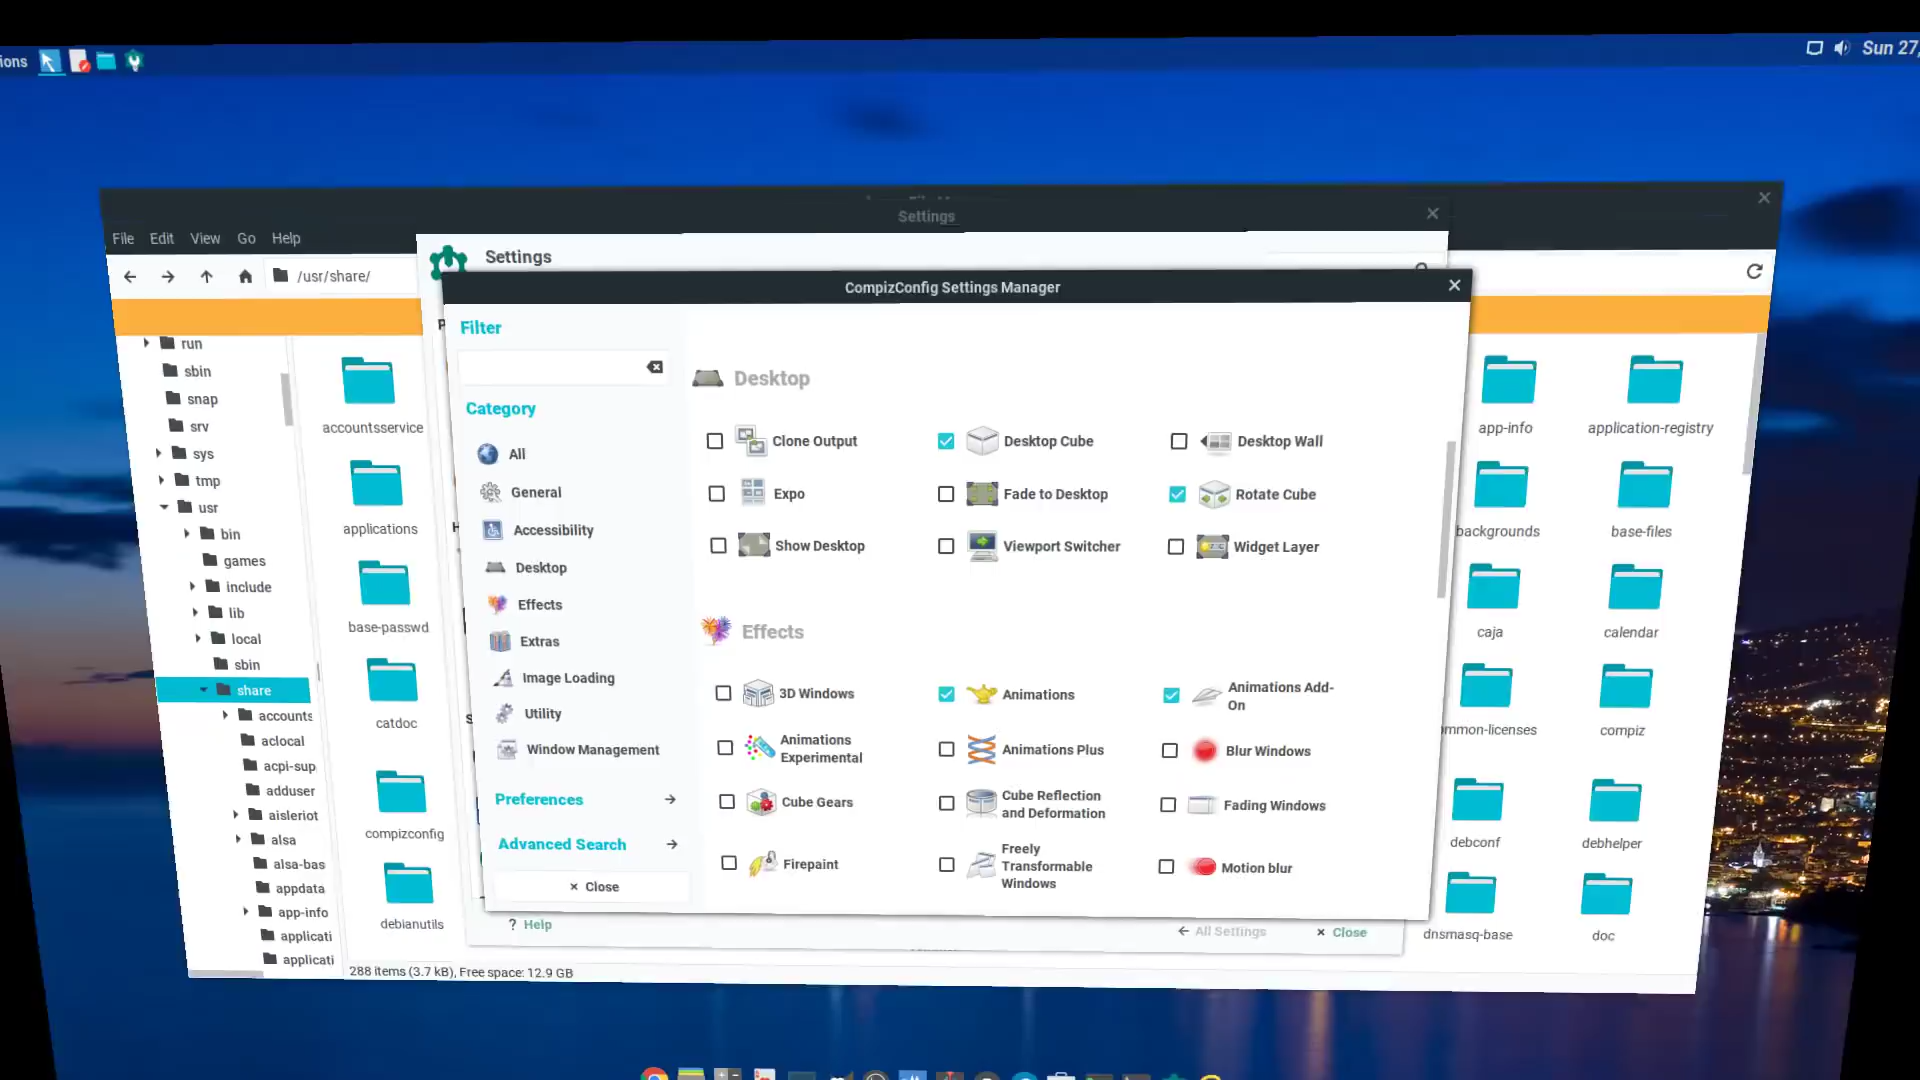 ions
Sun 27,
Settings
File Edit View Go Help
/usr/share/
Settings
CompizConfig Settings Manager
Filter
Category
All
General
Accessibility
Desktop
Effects
Extras
Image Loading
Utility
Window Management
Preferences
Advanced Search
Close
Desktop
Clone Output
Desktop Cube
Desktop Wall
Expo
Fade to Desktop
Rotate Cube
Show Desktop
Viewport Switcher
Widget Layer
Effects
3D Windows
Animations
Animations Add-
On
Animations
Experimental
Animations Plus
Blur Windows
Cube Gears
Cube Reflection
and Deformation
Fading Windows
Firepaint
Freely
Transformable
Windows
Motion blur
Help
All Settings
Close
run
sbin
snap
srv
sys
tmp
usr
bin
games
include
lib
local
sbin
share
accounts
aclocal
acpi-sup
adduser
aisleriot
alsa
alsa-bas
appdata
app-info
applicati
applicati
accountsservice
applications
base-passwd
catdoc
compizconfig
debianutils
app-info
application-registry
backgrounds
base-files
caja
calendar
mmon-licenses
compiz
debconf
debhelper
dnsmasq-base
doc
288 items (3.7 kB), Free space: 12.9 GB